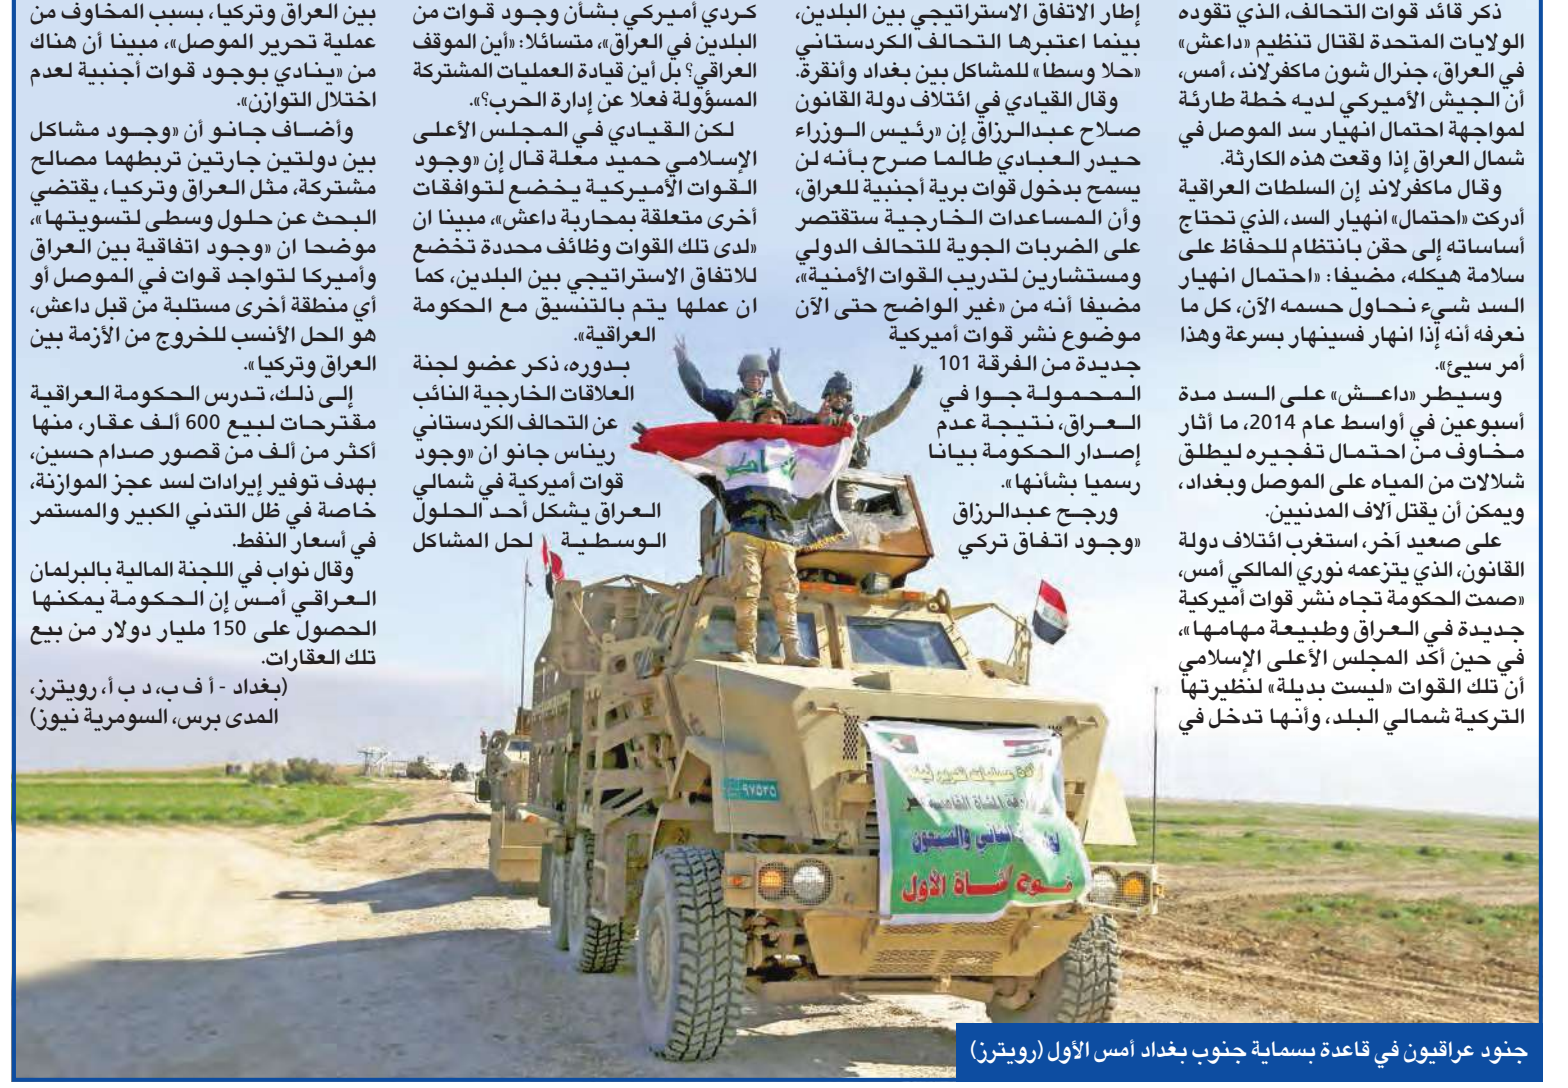 ذكر قائد قوات التحالف، الذي تقوده
الولايات المتحدة لقتال تنظيم «داعش»
في العراق، جنرال شون ماكفرلاند، أمس،
أن الجيش الأميركي لديه خطة طارئة
لمواجهة احتمال انهيار سد الموصل في
شمال العراق إذا وقعت هذه الكارثة.
وقال ماكفرلاند إن السلطات العراقية
أدركت «احتمال» انهيار السد، الذي تحتاج
أساساته إلى حقن بانتظام للحفاظ على
سلامة هيكله، مضيفا: «احتمال انهيار
السد شيء نحاول حسمه الآن، كل ما
نعرفه أنه إذا انهار فسينهار بسرعة وهذا
أمر سيئ».
وسيطر «داعش» على السد مدة
أسبوعين في أواسط عام 2014، ما أثار
مخاوف من احتمال تفجيره ليطلق
شلالات من المياه على الموصل وبغداد،
ويمكن أن يقتل آلاف المدنيين.
على صعيد آخر، استغرب ائتلاف دولة
القانون، الذي يتزعمه نوري المالكي أمس،
«صمت الحكومة تجاه نشر قوات أميركية
جديدة في العراق وطبيعة مهامها»،
في حين أكد المجلس الأعلى الإسلامي
أن تلك القوات «ليست بديلة» لنظيرتها
التركية شمالي البلد، وأنها تدخل في
إطار الاتفاق الاستراتيجي بين البلدين،
بينما اعتبرها التحالف الكردستاني
«حلا وسطا» للمشاكل بين بغداد وأنقرة.
وقال القيادي في ائتلاف دولة القانون
صلاح عبدالرزاق إن «رئيس الوزراء
حيدر العبادي طالما صرح بأنه لن
يسمح بدخول قوات برية أجنبية للعراق،
وأن المساعدات الخارجية ستقتصر
على الضربات الجوية للتحالف الدولي
ومستشارين لتدريب القوات الأمنية»،
مضيفا أنه من «غير الواضح حتى الآن
موضوع نشر قوات أميركية
جديدة من الفرقة 101
المحمولة جوا في
العراق، نتيجة عدم
إصدار الحكومة بيانا
رسميا بشأنها».
ورجح عبدالرزاق
«وجود اتفاق تركي
كردي أميركي بشأن وجود قوات من
البلدين في العراق»، متسائلا: «أين الموقف
العراقي؟ بل أين قيادة العمليات المشتركة
المسؤولة فعلا عن إدارة الحرب؟».
لكن القيادي في المجلس الأعلى
الإسلامي حميد معلة قال إن «وجود
القوات الأميركية يخضع لتوافقات
أخرى متعلقة بمحاربة داعش»، مبينا ان
«لدى تلك القوات وظائف محددة تخضع
للاتفاق الاستراتيجي بين البلدين، كما
ان عملها يتم بالتنسيق مع الحكومة
العراقية».
بدوره، ذكر عضو لجنة
العلاقات الخارجية النائب
عن التحالف الكردستاني
ريناس جانو ان «وجود
قوات أميركية في شمالي
العراق يشكل أحد الحلول
الوسطية لحل المشاكل
بين العراق وتركيا، بسبب المخاوف من
عملية تحرير الموصل»، مبينا أن هناك
من «ينادي بوجود قوات أجنبية لعدم
اختلال التوازن».
وأضاف جانو أن «وجود مشاكل
بين دولتين جارتين تربطهما مصالح
مشتركة، مثل العراق وتركيا، يقتضي
البحث عن حلول وسطى لتسويتها»،
موضحا ان «وجود اتفاقية بين العراق
وأميركا لتواجد قوات في الموصل أو
أي منطقة أخرى مستلبة من قبل داعش،
هو الحل الأنسب للخروج من الأزمة بين
العراق وتركيا».
إلى ذلك، تدرس الحكومة العراقية
مقترحات لبيع 600 ألف عقار، منها
أكثر من ألف من قصور صدام حسين،
بهدف توفير إيرادات لسد عجز الموازنة،
خاصة في ظل التدني الكبير والمستمر
في أسعار النفط.
وقال نواب في اللجنة المالية بالبرلمان
العراقي أمس إن الحكومة يمكنها
الحصول على 150 مليار دولار من بيع
تلك العقارات.
(بغداد - أ ف ب، د ب أ، رويترز،
المدى برس، السومرية نيوز)
٩٧٥٢٥
عمليات تحرير
المشاة
والسبعون
فوج المشاة الأول
جنود عراقيون في قاعدة بسماية جنوب بغداد أمس الأول (رويترز)